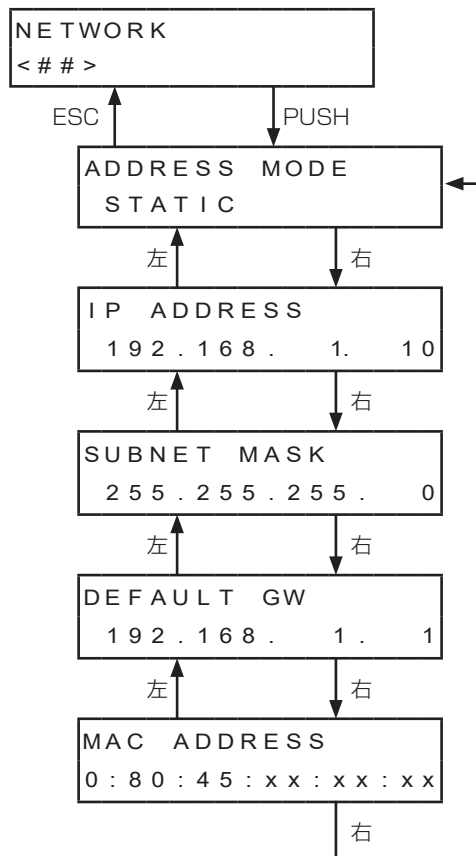 NETWORK
<##>
ESC PUSH
ADDRESS MODE
STATIC
左 右
IP ADDRESS
192.168. 1. 10
左 右
SUBNET MASK
255.255.255. 0
左 右
DEFAULT GW
192.168. 1. 1
左 右
MAC ADDRESS
0:80:45:xx:xx:xx
右